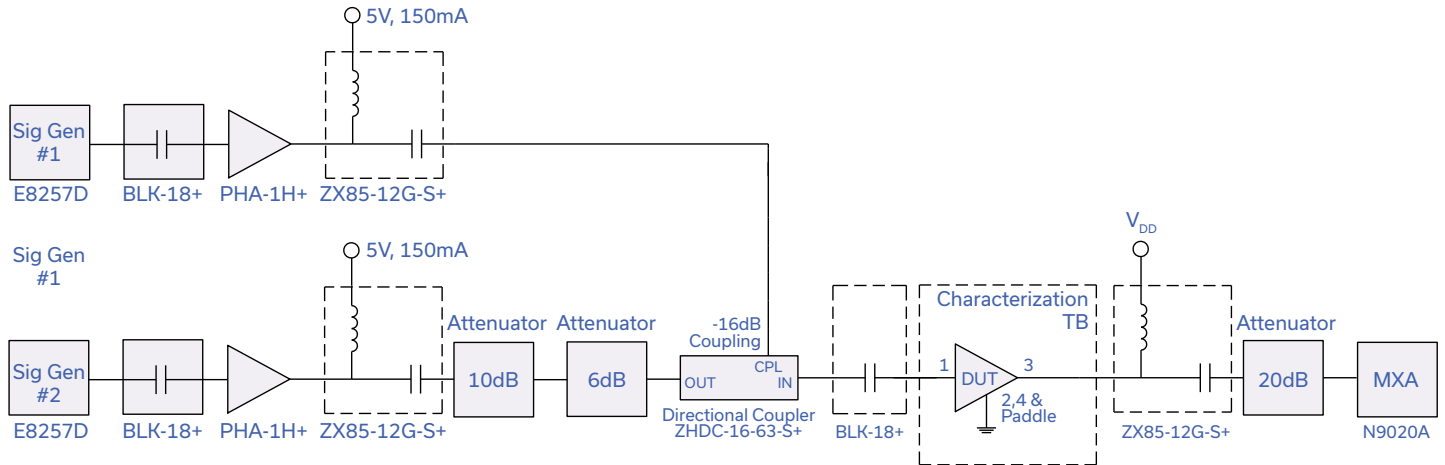 5V, 150mA
Sig Gen
#1
E8257D
BLK-18+
PHA-1H+
ZX85-12G-S+
Sig Gen
#1
5V, 150mA
Sig Gen
#2
E8257D
BLK-18+
PHA-1H+
ZX85-12G-S+
Attenuator
10dB
Attenuator
6dB
-16dB
Coupling
CPL
OUT
IN
Directional Coupler
ZHDC-16-63-S+
BLK-18+
Characterization
TB
1
DUT
3
2,4 &
Paddle
VDD
ZX85-12G-S+
Attenuator
20dB
MXA
N9020A